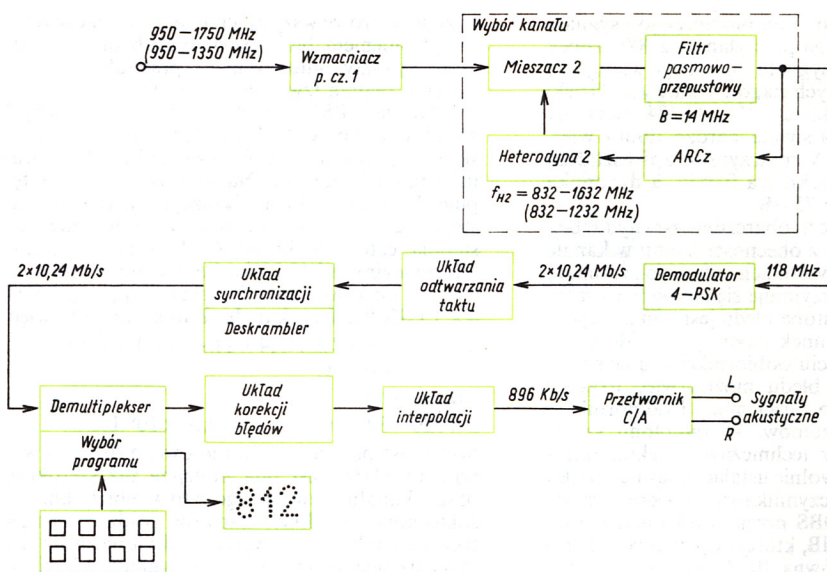 950–1750 MHz
(950-1350 MHz)
Wzmacniacz
p. cz. 1
Wybór kanału
Mieszacz 2
Filtr
pasmowo-
przepustowy
B = 14 MHz
Heterodyna 2
ARCz
f H2 = 832–1632 MHz
(832-1232 MHz)
2×10,24 Mb/s
Układ
synchronizacji
Deskrambler
Układ
odtwarzania
taktu
2×10,24 Mb/s
Demodulator
4-PSK
118 MHz
Demultiplekser
Wybór
programu
Układ
korekcji
błędów
Układ
interpolacji
896 Kb/s
Przetwornik
C/A
L
R
Sygnały
akustyczne
812